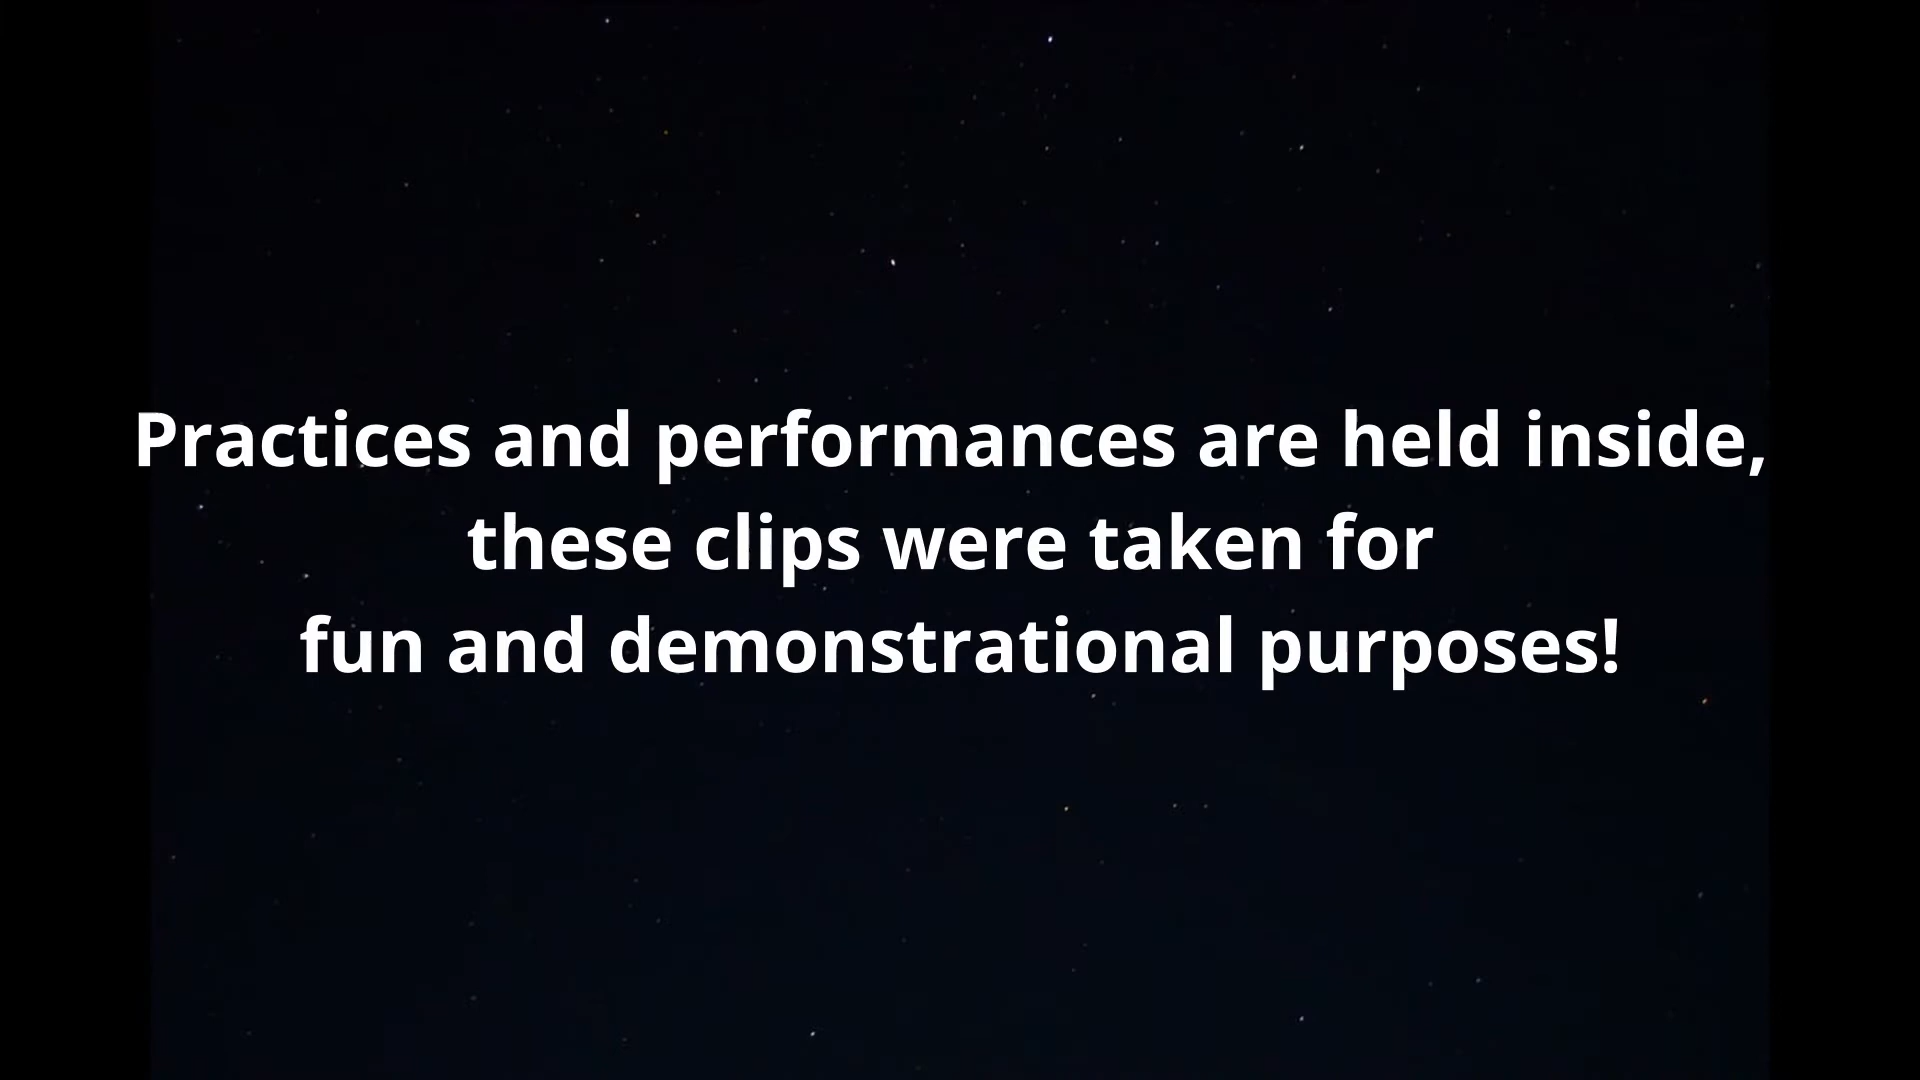 Practices and performances are held inside,
these clips were taken for
fun and demonstrational purposes!